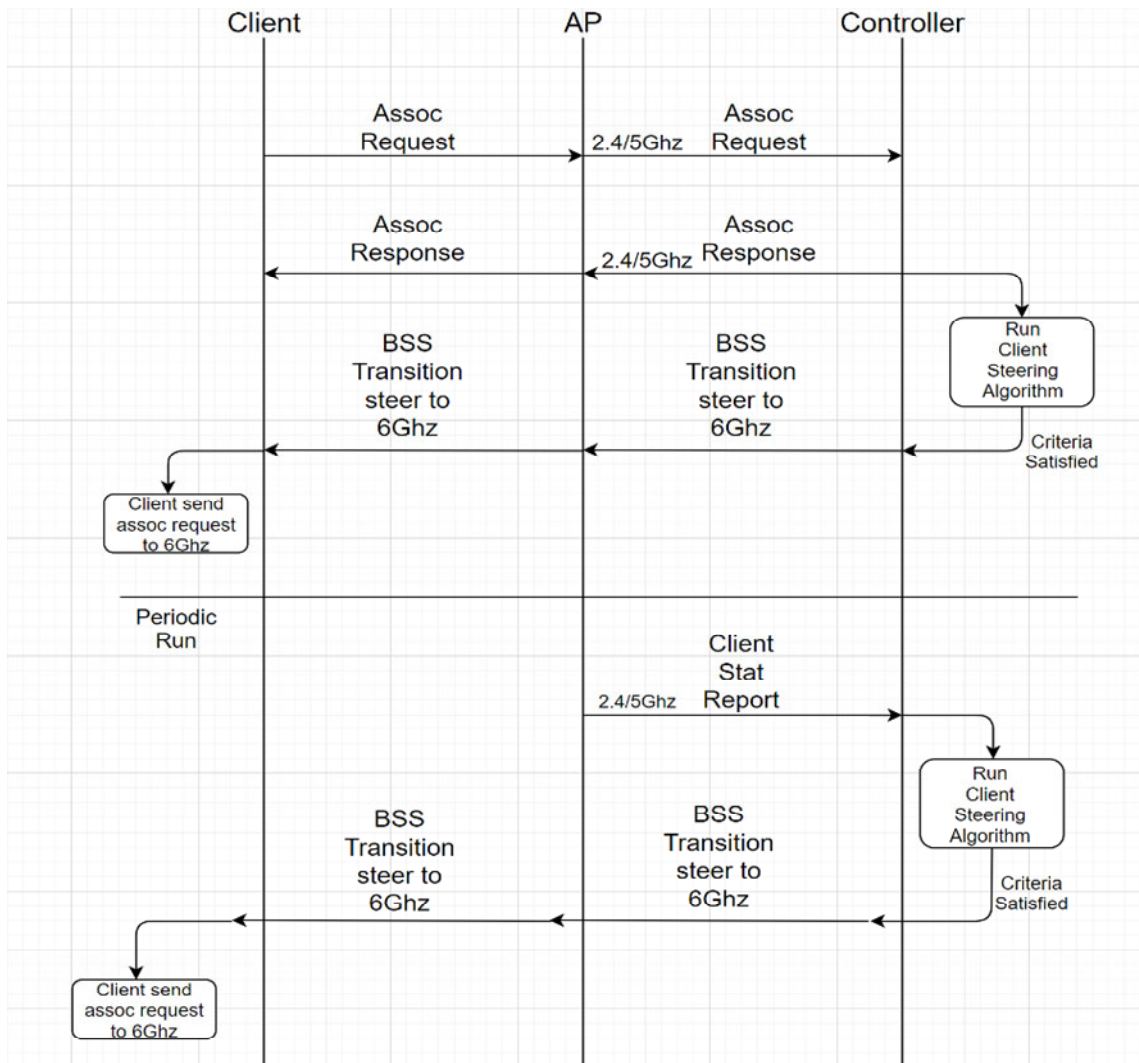 Client AP Controller
Assoc
Request
2.4/5Ghz
Assoc
Request
Assoc
Response
2.4/5Ghz
Assoc
Response
Run
Client
Steering
Algorithm
BSS
Transition
steer to
6Ghz
BSS
Transition
steer to
6Ghz
Criteria
Satisfied
Client send
assoc request
to 6Ghz
Periodic
Run
Client
Stat
Report
2.4/5Ghz
Run
Client
Steering
Algorithm
BSS
Transition
steer to
6Ghz
BSS
Transition
steer to
6Ghz
Criteria
Satisfied
Client send
assoc request
to 6Ghz